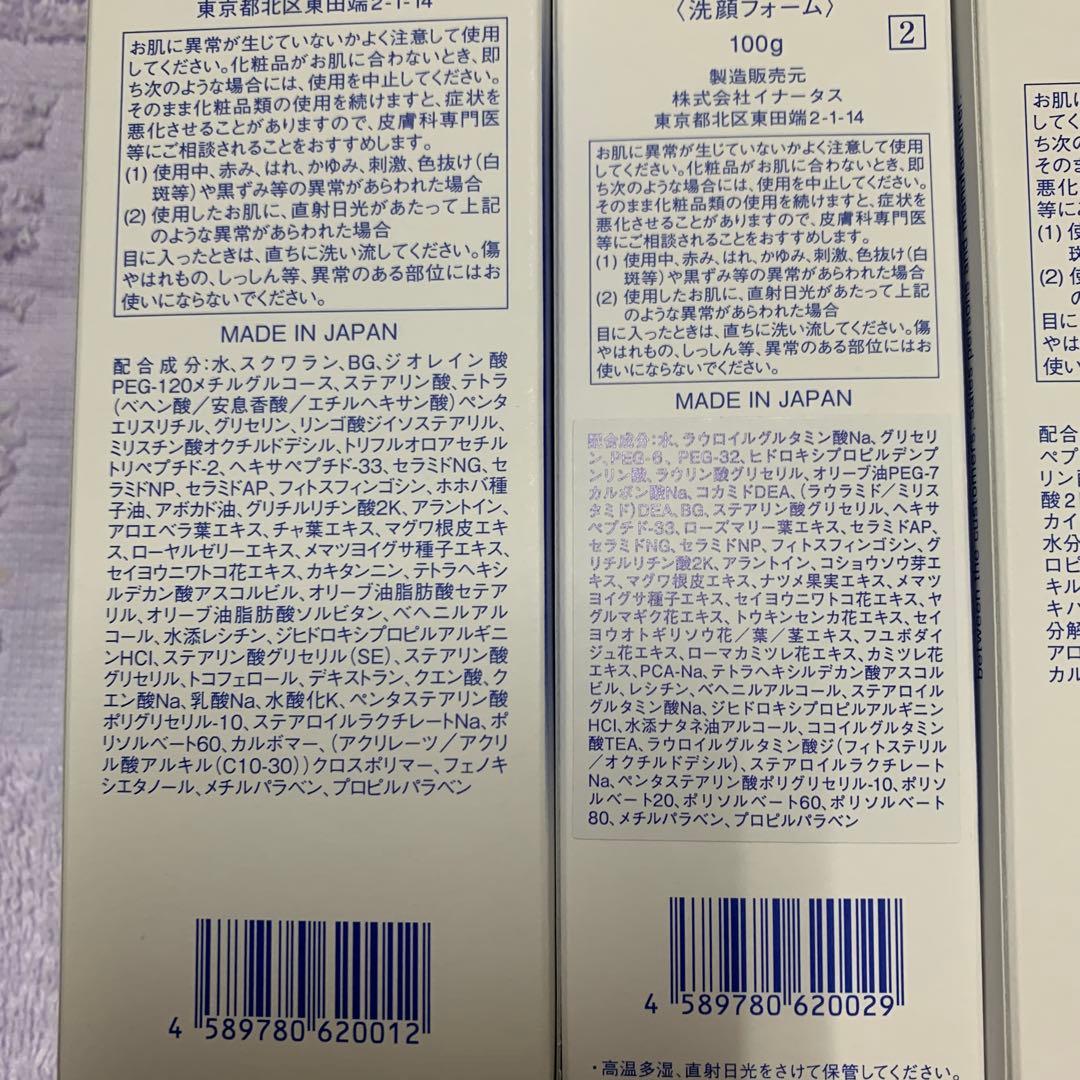 東京都北区東田端2-1-14
お肌に異常が生じていないかよく注意して使用
してください。化粧品がお肌に合わないとき、即
ち次のような場合には、使用を中止してください。
そのまま化粧品類の使用を続けますと、症状を
悪化させることがありますので、皮膚科専門医
等にご相談されることをおすすめします。
(1) 使用中、赤み、はれ、かゆみ、刺激、色抜け(白
斑等)や黒ずみ等の異常があらわれた場合
(2) 使用したお肌に、直射日光があたって上記
のような異常があらわれた場合
目に入ったときは、直ちに洗い流してください。傷
やはれもの、しっしん等、異常のある部位にはお
使いにならないでください。
MADE IN JAPAN
配合成分:水、スクワラン、BG、ジオレイン酸
PEG-120メチルグルコース、ステアリン酸、テトラ
(ベヘン酸/安息香酸/エチルヘキサン酸)ペンタ
エリスリチル、グリセリン、リンゴ酸ジイソステアリル、
ミリスチン酸オクチルドデシル、トリフルオロアセチル
トリペプチド-2、ヘキサペプチド-33、セラミドNG、セ
ラミドNP、セラミドAP、フィトスフィンゴシン、ホホバ種
子油、アボカド油、グリチルリチン酸2K、アラントイン、
アロエベラ葉エキス、チャ葉エキス、マグワ根皮エキ
ス、ローヤルゼリーエキス、メマツヨイグサ種子エキス、
セイヨウニワトコ花エキス、カキタンニン、テトラヘキシ
ルデカン酸アスコルビル、オリーブ油脂肪酸セテア
リル、オリーブ油脂肪酸ソルビタン、ベヘニルアル
コール、水添レシチン、ジヒドロキシプロピルアルギニ
ンHCl、ステアリン酸グリセリル(SE)、ステアリン酸
グリセリル、トコフェロール、デキストラン、クエン酸、ク
エン酸Na、乳酸Na、水酸化K、ペンタステアリン酸
ポリグリセリル-10、ステアロイルラクチレートNa、ポ
リソルベート60、カルボマー、(アクリレーツ/アクリ
ル酸アルキル(C10-30))クロスポリマー、フェノキ
シエタノール、メチルパラベン、プロピルパラベン
4 589780 620012
〈洗顔フォーム〉
100g
2
製造販売元
株式会社イナータス
東京都北区東田端2-1-14
お肌に異常が生じていないかよく注意して使用
してください。化粧品がお肌に合わないとき、即
ち次のような場合には、使用を中止してください。
そのまま化粧品類の使用を続けますと、症状を
悪化させることがありますので、皮膚科専門医
等にご相談されることをおすすめします。
(1) 使用中、赤み、はれ、かゆみ、刺激、色抜け(白
斑等)や黒ずみ等の異常があらわれた場合
(2) 使用したお肌に、直射日光があたって上記
のような異常があらわれた場合
目に入ったときは、直ちに洗い流してください。傷
やはれもの、しっしん等、異常のある部位にはお
使いにならないでください。
MADE IN JAPAN
配合成分:水、ラウロイルグルタミン酸Na、グリセリ
ン、PEG-6、PEG-32、ヒドロキシプロピルデンプ
ンリン酸、ラウリン酸グリセリル、オリーブ油PEG-7
カルボン酸Na、コカミドDEA、(ラウラミド/ミリス
タミド)DEA、BG、ステアリン酸グリセリル、ヘキサ
ペプチド-33、ローズマリー葉エキス、セラミドAP、
セラミドNG、セラミドNP、フィトスフィンゴシン、グ
リチルリチン酸2K、アラントイン、コショウソウ芽エ
キス、マグワ根皮エキス、ナツメ果実エキス、メマツ
ヨイグサ種子エキス、セイヨウニワトコ花エキス、ヤ
グルマギク花エキス、トウキンセンカ花エキス、セイ
ヨウオトギリソウ花/葉/茎エキス、フユボダイ
ジュ花エキス、ローマカミツレ花エキス、カミツレ花
エキス、PCA-Na、テトラヘキシルデカン酸アスコル
ビル、レシチン、ベヘニルアルコール、ステアロイル
グルタミン酸Na、ジヒドロキシプロピルアルギニン
HCl、水添ナタネ油アルコール、ココイルグルタミン
酸TEA、ラウロイルグルタミン酸ジ(フィトステリル
/オクチルドデシル)、ステアロイルラクチレート
Na、ペンタステアリン酸ポリグリセリル-10、ポリソ
ルベート20、ポリソルベート60、ポリソルベート
80、メチルパラベン、プロピルパラベン
4 589780 620029
・高温多湿、直射日光をさけて保管してください。
お肌に
してく
ち次の
そのまま
悪化
等に
(1) 使
斑
(2) 使
の
目に
やは
使い
配合
ペプ
リン
酸2
カイ
水分
ロピ
キル
キバ
分解
アロ
カル